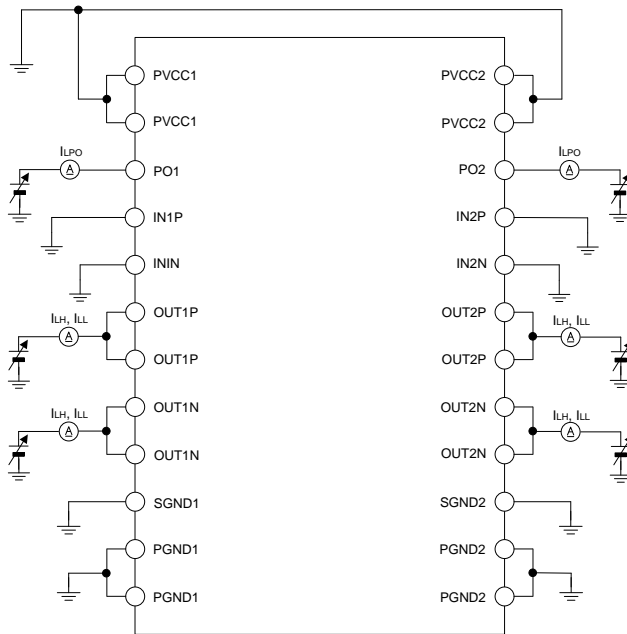 PVCC1
PVCC2
PVCC1
PVCC2
ILPO
A
PO1
PO2
ILPO
A
IN1P
IN2P
ININ
IN2N
OUT1P
OUT2P
ILH, ILL
A
ILH, ILL
A
OUT1P
OUT2P
OUT1N
OUT2N
ILH, ILL
A
ILH, ILL
A
OUT1N
OUT2N
SGND1
SGND2
PGND1
PGND2
PGND1
PGND2